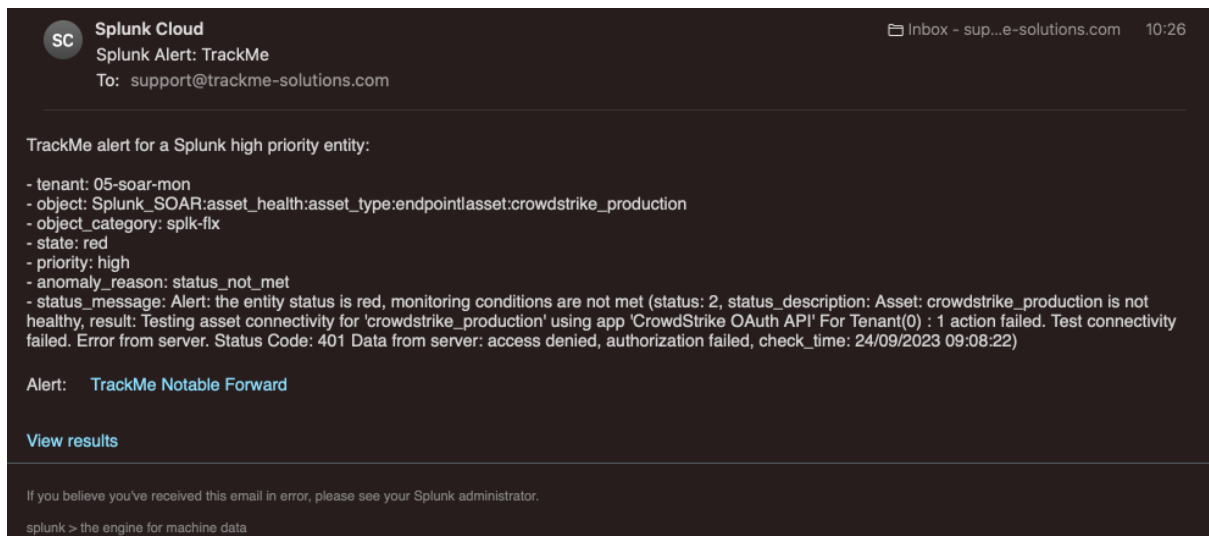 SC
Splunk Cloud
Inbox - sup...e-solutions.com 10:26
Splunk Alert: TrackMe
To: support@trackme-solutions.com
TrackMe alert for a Splunk high priority entity:
- tenant: 05-soar-mon
- object: Splunk_SOAR:asset_health:asset_type:endpoint|asset:crowdstrike_production
- object_category: splk-flx
- state: red
- priority: high
- anomaly_reason: status_not_met
- status_message: Alert: the entity status is red, monitoring conditions are not met (status: 2, status_description: Asset: crowdstrike_production is not
healthy, result: Testing asset connectivity for 'crowdstrike_production' using app 'CrowdStrike OAuth API' For Tenant(0) : 1 action failed. Test connectivity
failed. Error from server. Status Code: 401 Data from server: access denied, authorization failed, check_time: 24/09/2023 09:08:22)
Alert: TrackMe Notable Forward
View results
If you believe you've received this email in error, please see your Splunk administrator.
splunk > the engine for machine data